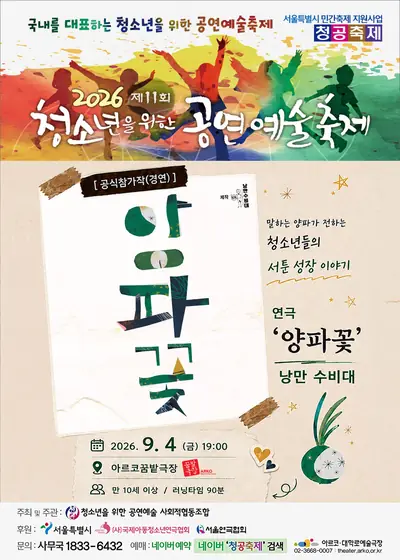 국내를 대표하는 청소년을 위한 공연예술축제
서울특별시 민간축제 지원사업
청공축제
2026 제11회
청소년을 위한 공연예술축제
[ 공식참가작(경연) ]
제작
낭만수비대
양파꽃
말하는 양파가 전하는
청소년들의
서툰 성장 이야기
연극
'양파꽃'
낭만 수비대
2026. 9. 4 (금) 19:00
아르코꿈밭극장
ARKO
만 10세 이상 / 러닝타임 90분
주최 및 주관 : 청소년을 위한 공연예술 사회적협동조합
후원 : 서울특별시 (사)국제아동청소년연극협회 서울연극협회
문의 : 사무국 1833-6432 예매 : 네이버예약 네이버 '청공축제' 검색
아르코·대학로예술극장
02-3668-0007 : theater.arko.or.kr